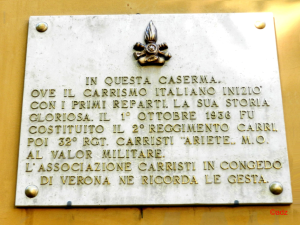 IN QUESTA CASERMA
OVE IL CARRISMO ITALIANO INIZIÒ
CON I PRIMI REPARTI LA SUA STORIA
GLORIOSA, IL 1° OTTOBRE 1936 FU
COSTITUITO IL 2° REGGIMENTO CARRI,
POI 32° RGT. CARRISTI "ARIETE" M.O.
AL VALOR MILITARE.
L'ASSOCIAZIONE CARRISTI IN CONGEDO
DI VERONA NE RICORDA LE GESTA.